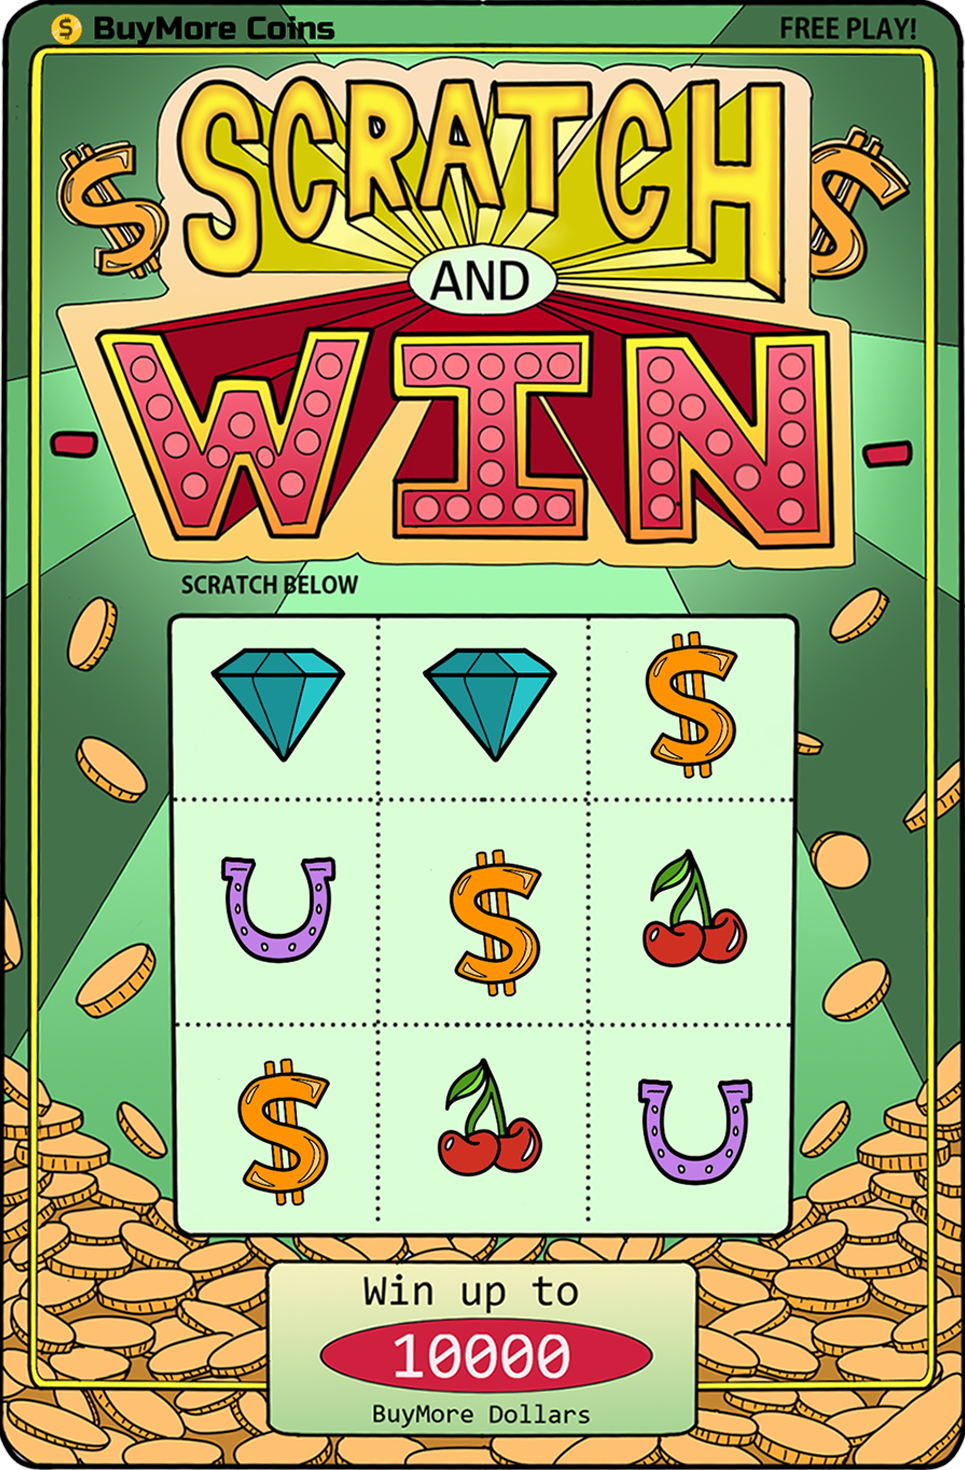 BuyMore Coins
FREE PLAY!
SCRATCH
AND
WIN
SCRATCH BELOW
Win up to
10000
BuyMore Dollars